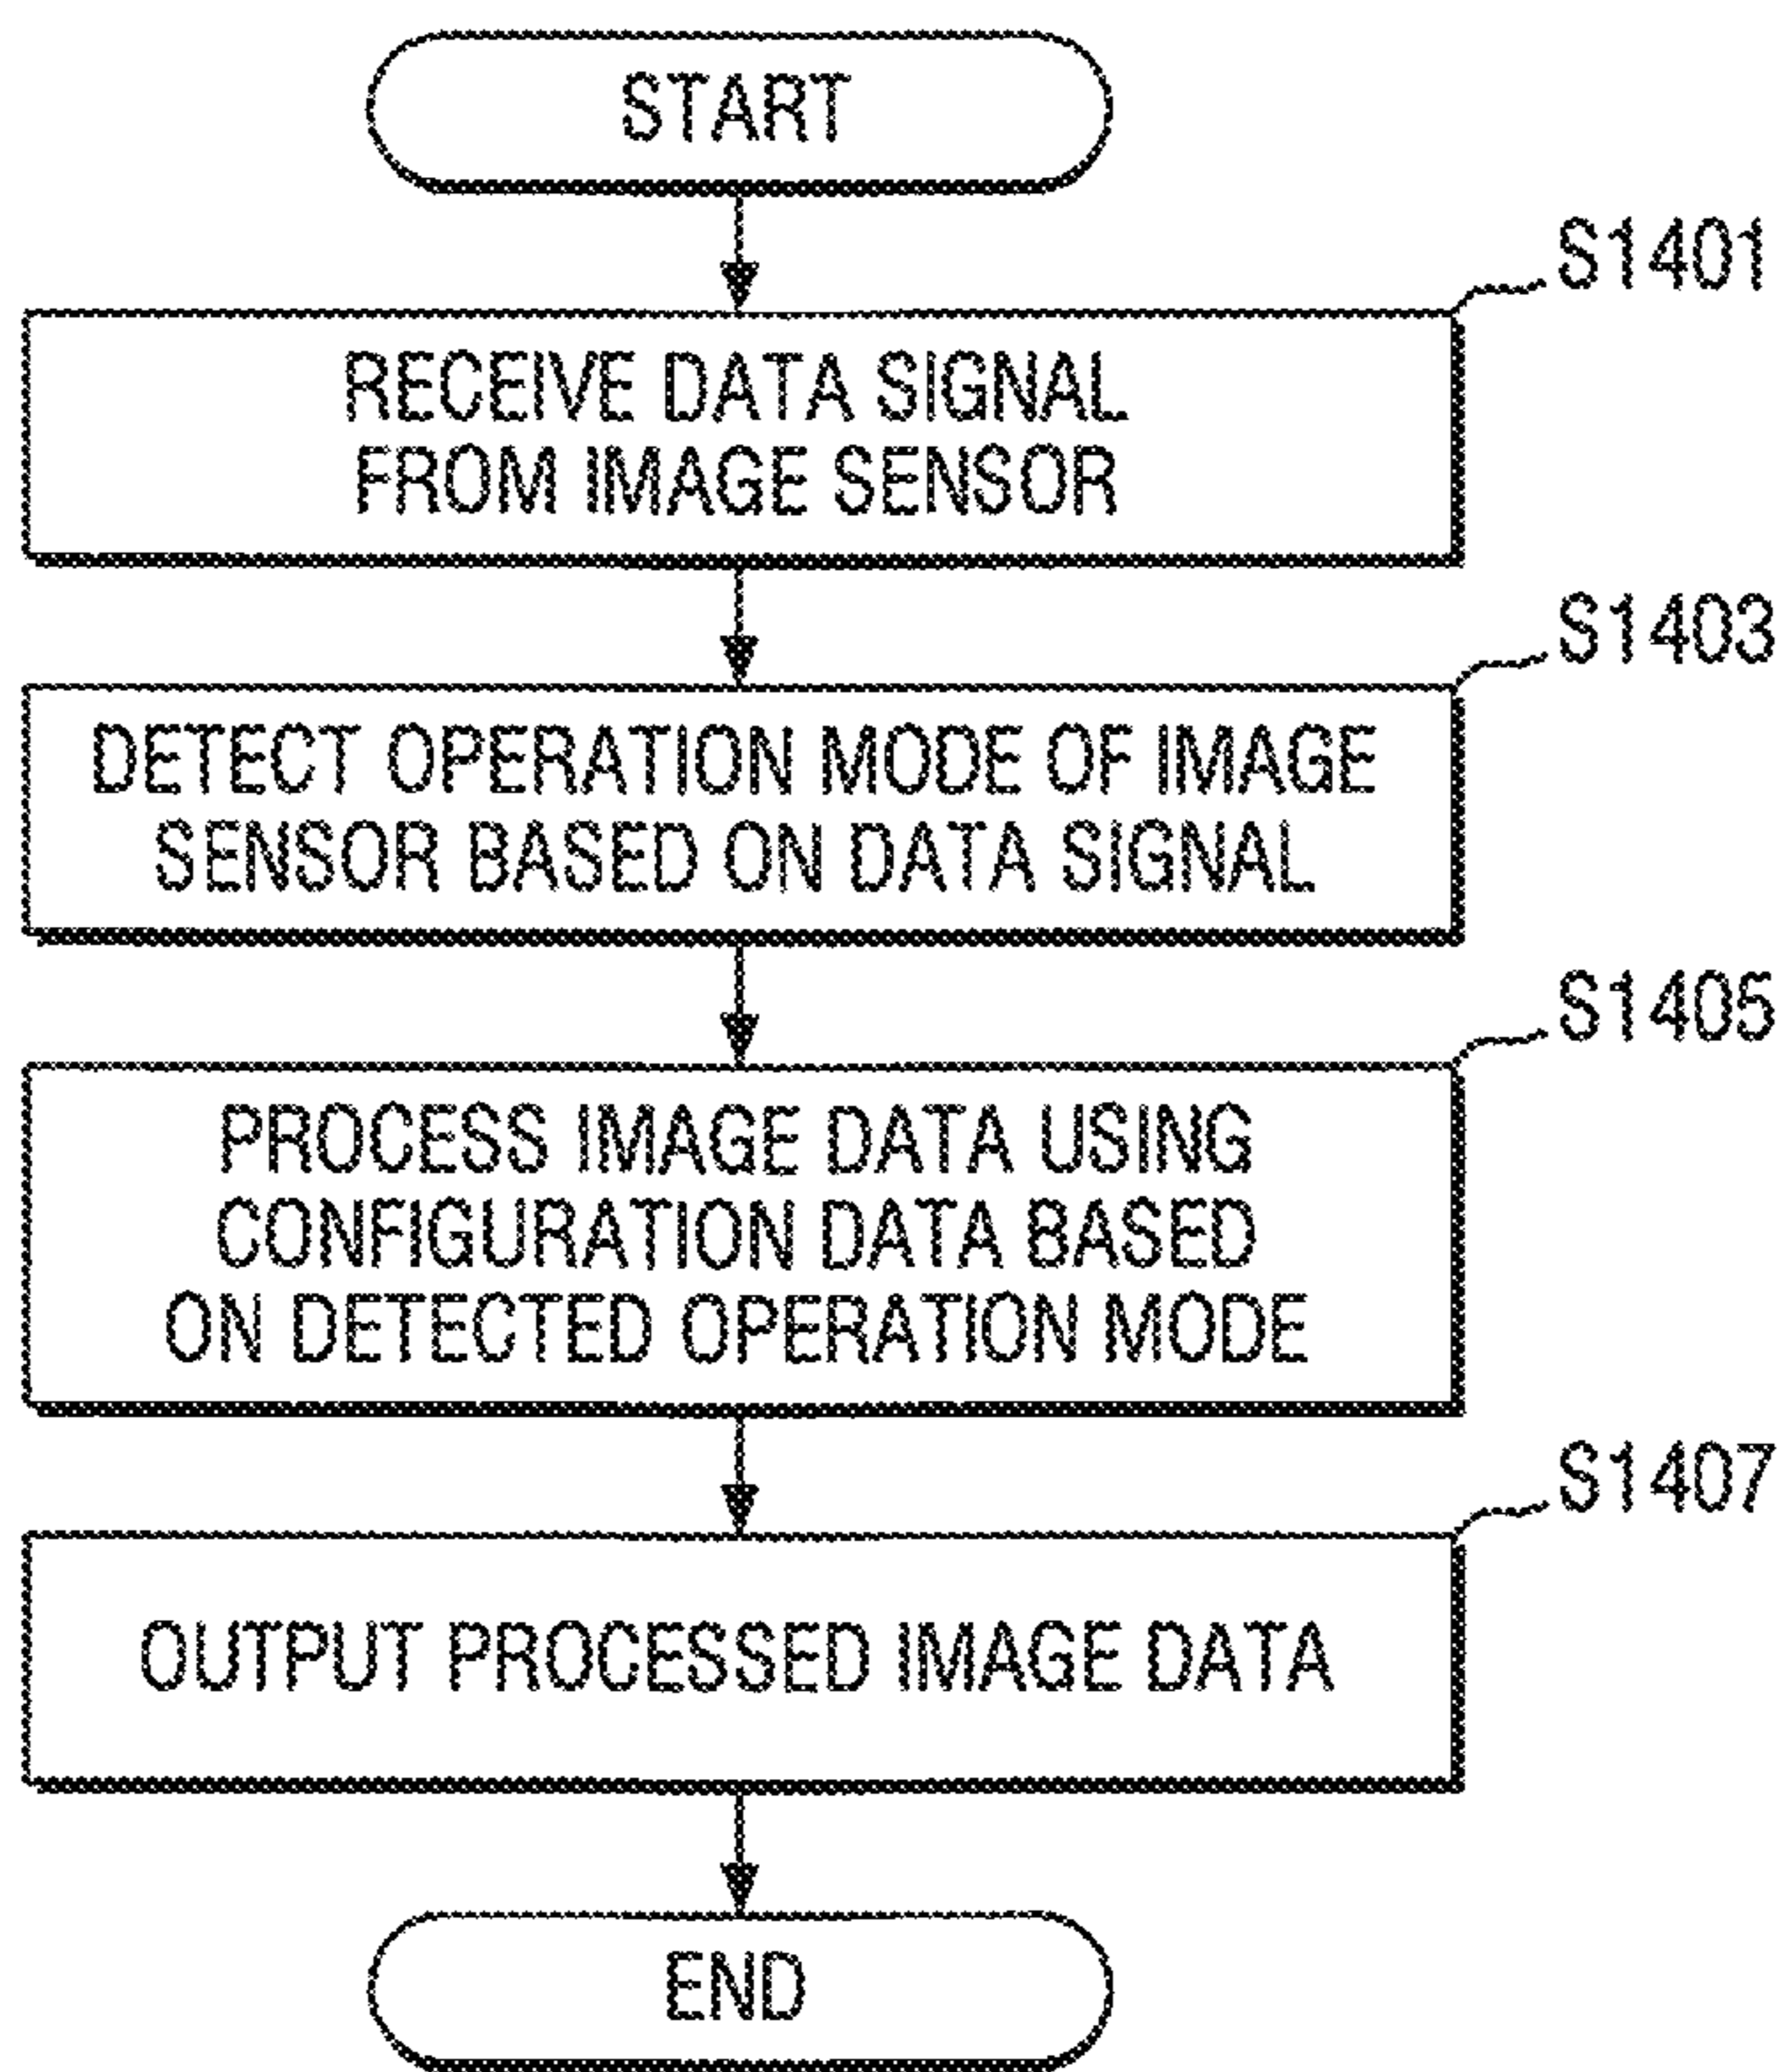 START
S1401
RECEIVE DATA SIGNAL
FROM IMAGE SENSOR
S1403
DETECT OPERATION MODE OF IMAGE
SENSOR BASED ON DATA SIGNAL
S1405
PROCESS IMAGE DATA USING
CONFIGURATION DATA BASED
ON DETECTED OPERATION MODE
S1407
OUTPUT PROCESSED IMAGE DATA
END